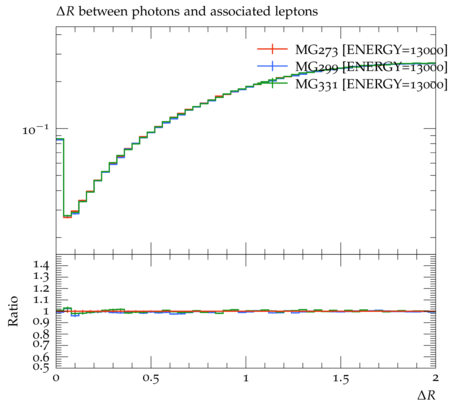 ΔR between photons and associated leptons
MG273 [ENERGY=13000]
MG299 [ENERGY=13000]
MG331 [ENERGY=13000]
10⁻¹
1.4
1.3
1.2
1.1
1
0.9
0.8
0.7
0.6
0.5
Ratio
0 0.5 1 1.5 2
ΔR